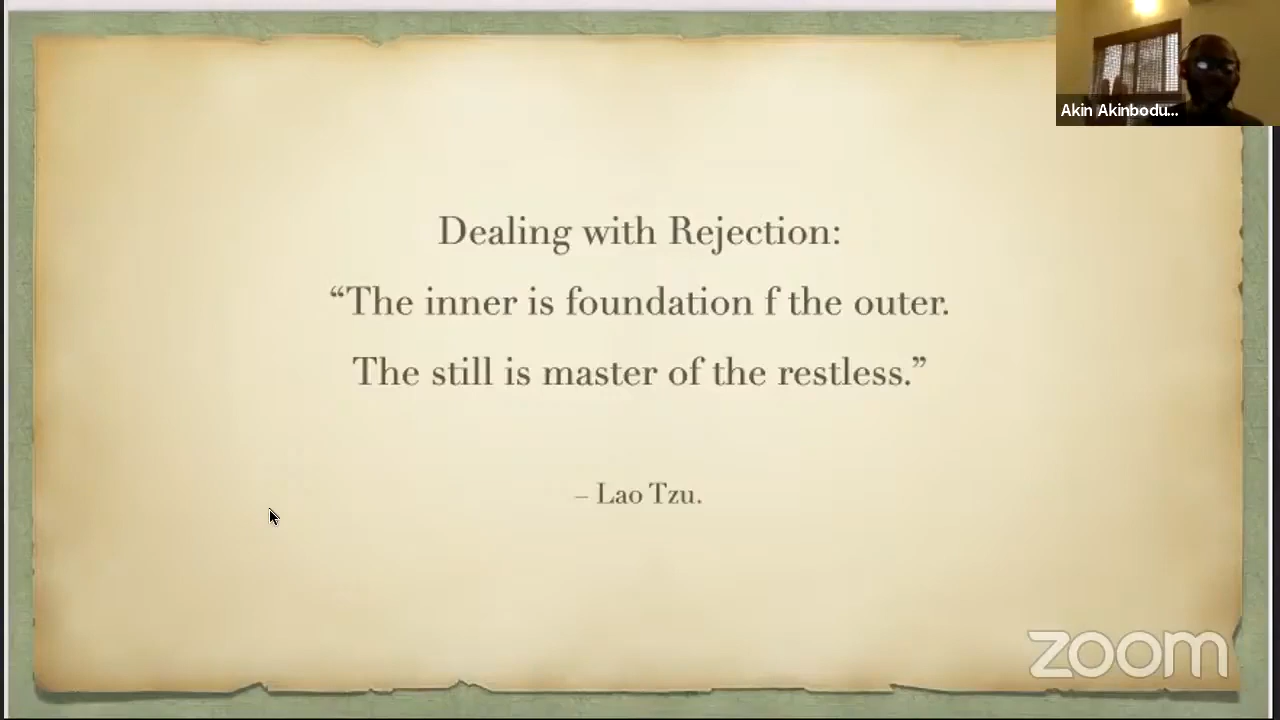 Akin Akinbodu...
Dealing with Rejection:
“The inner is foundation f the outer.
The still is master of the restless.”
– Lao Tzu.
zoom